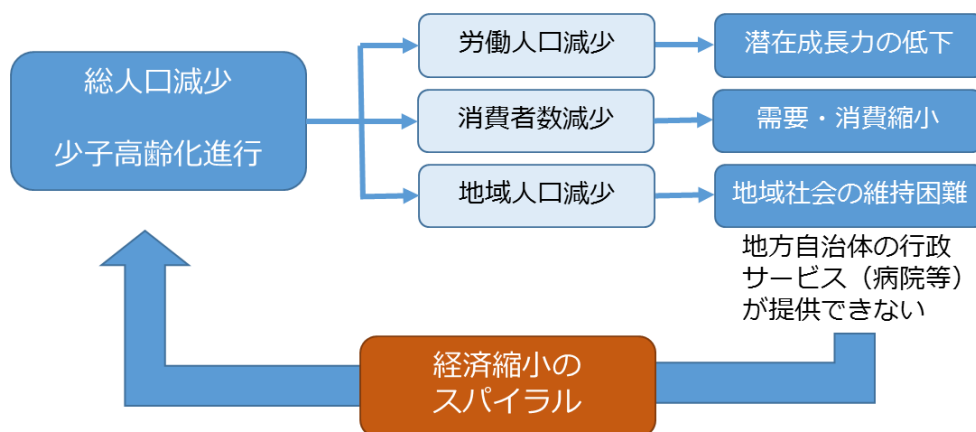 総人口減少
少子高齢化進行
労働人口減少
潜在成長力の低下
消費者数減少
需要・消費縮小
地域人口減少
地域社会の維持困難
地方自治体の行政
サービス（病院等）
が提供できない
経済縮小の
スパイラル